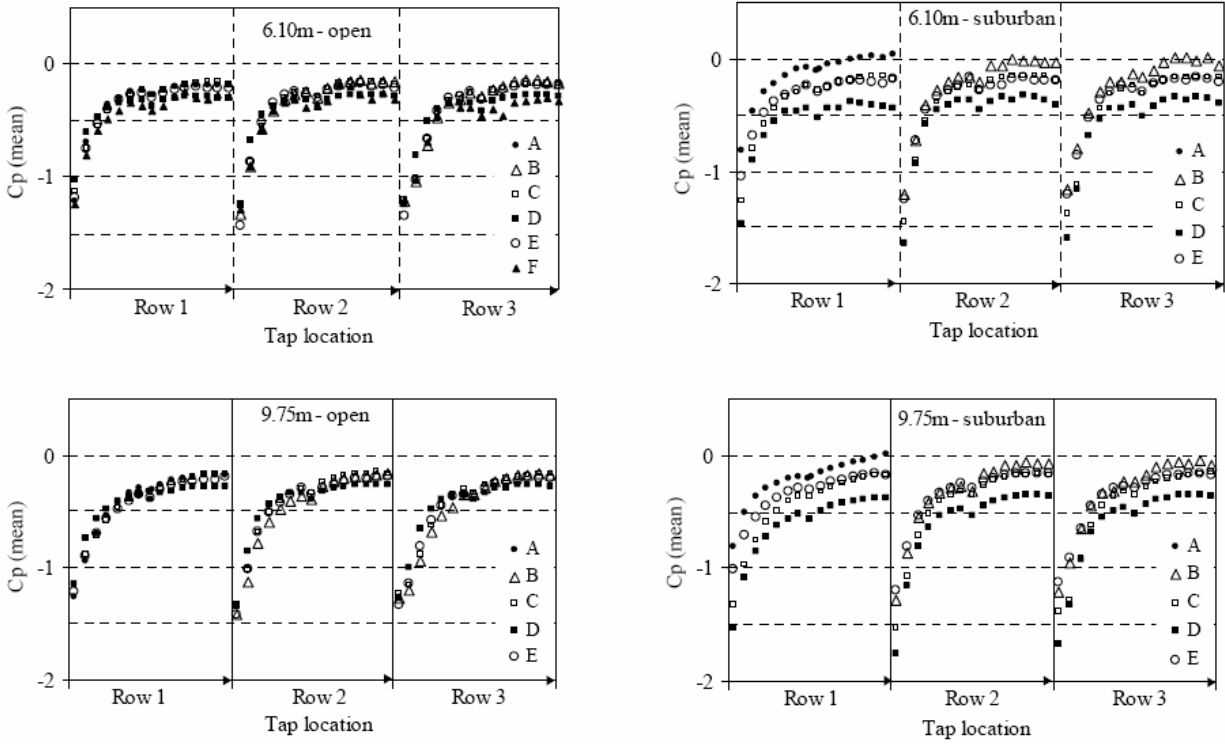 6.10m - open
0
-1
-2
Cp (mean)
A
B
C
D
E
F
Row 1
Row 2
Row 3
Tap location
6.10m - suburban
0
-1
-2
Cp (mean)
A
B
C
D
E
Row 1
Row 2
Row 3
Tap location
9.75m - open
0
-1
-2
Cp (mean)
A
B
C
D
E
Row 1
Row 2
Row 3
Tap location
9.75m - suburban
0
-1
-2
Cp (mean)
A
B
C
D
E
Row 1
Row 2
Row 3
Tap location